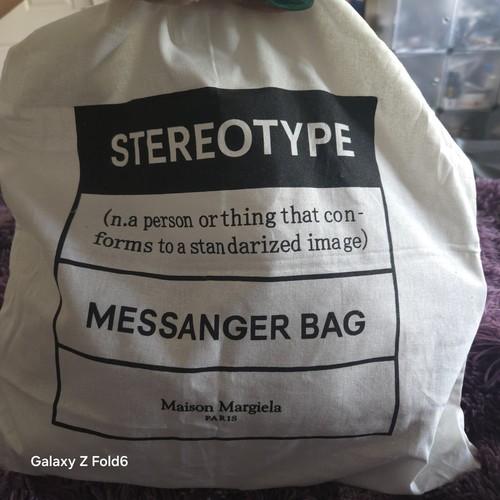 STEREOTYPE
(n.a person or thing that con-
forms to a standarized image)
MESSANGER BAG
Maison Margiela
PARIS
Galaxy Z Fold6